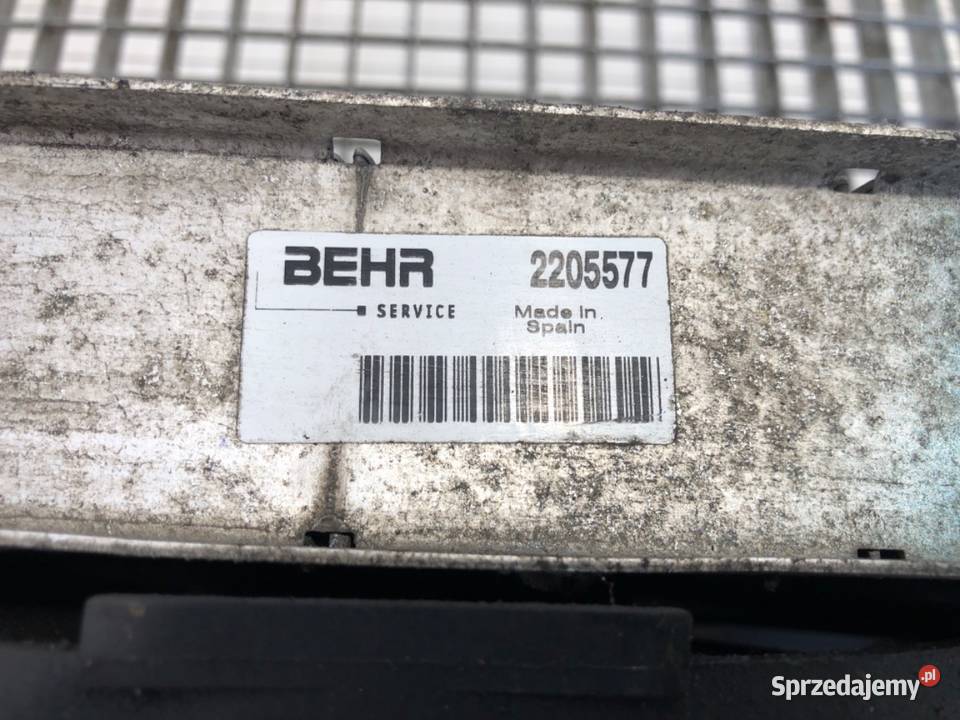 BEHR 2205577
SERVICE Made in
Spain
Sprzedajemy.pl